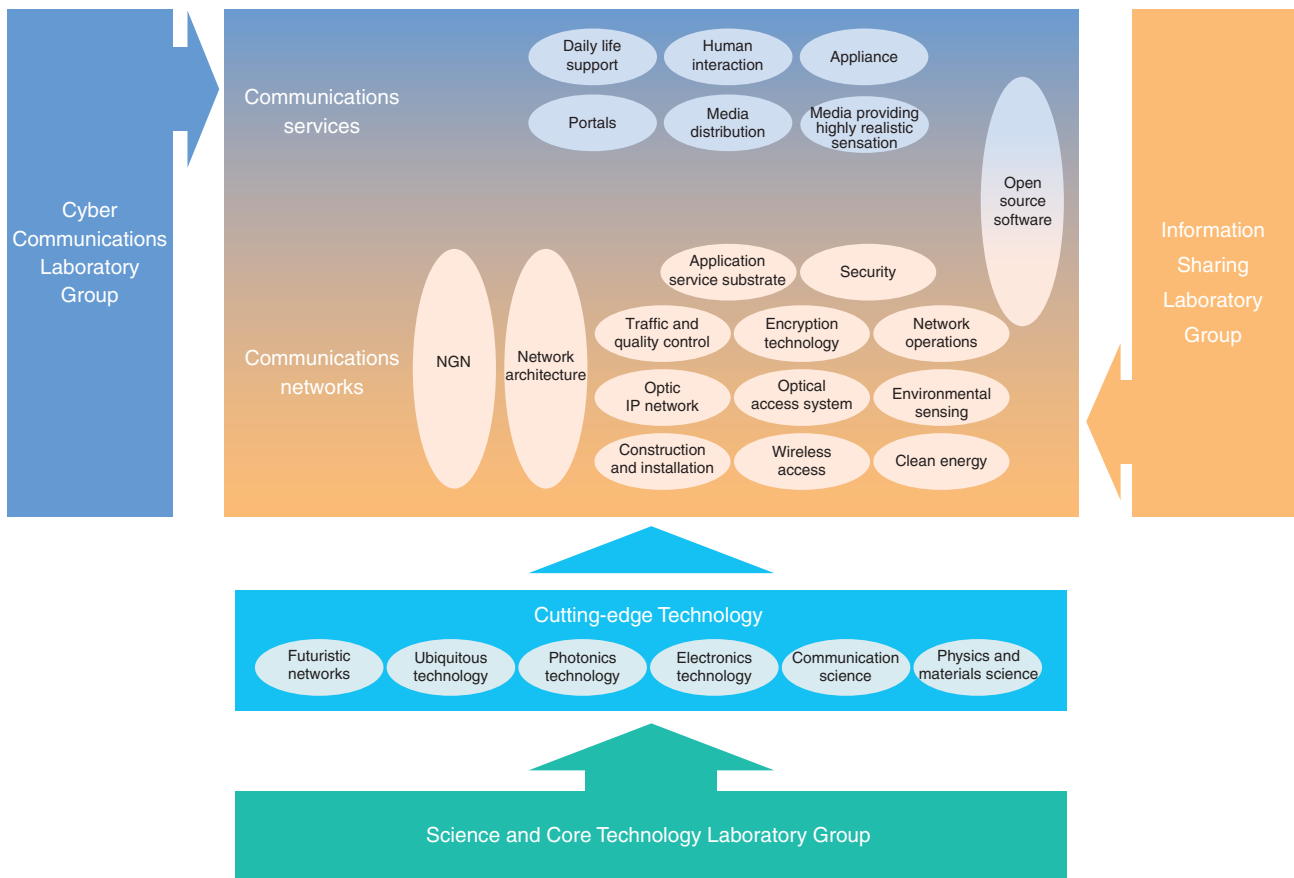 Cyber
Communications
Laboratory
Group
Communications
services
Daily life
support
Human
interaction
Appliance
Portals
Media
distribution
Media providing
highly realistic
sensation
Open
source
software
Communications
networks
NGN
Network
architecture
Application
service substrate
Security
Traffic and
quality control
Encryption
technology
Network
operations
Optic
IP network
Optical
access system
Environmental
sensing
Construction
and installation
Wireless
access
Clean energy
Information
Sharing
Laboratory
Group
Cutting-edge Technology
Futuristic
networks
Ubiquitous
technology
Photonics
technology
Electronics
technology
Communication
science
Physics and
materials science
Science and Core Technology Laboratory Group